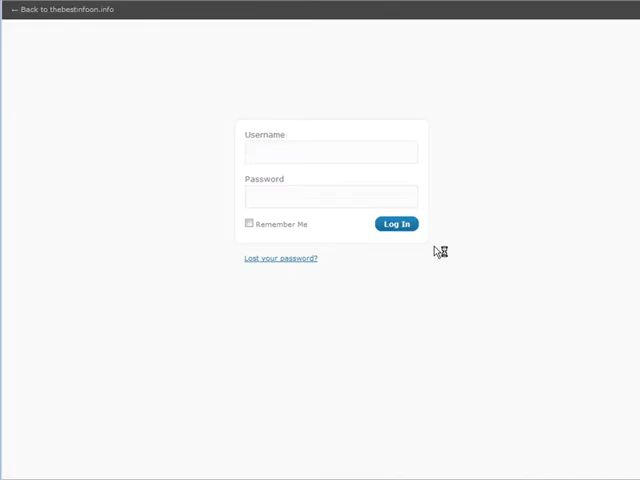 ← Back to thebestinfoon.info
Username
Password
Remember Me
Log In
Lost your password?